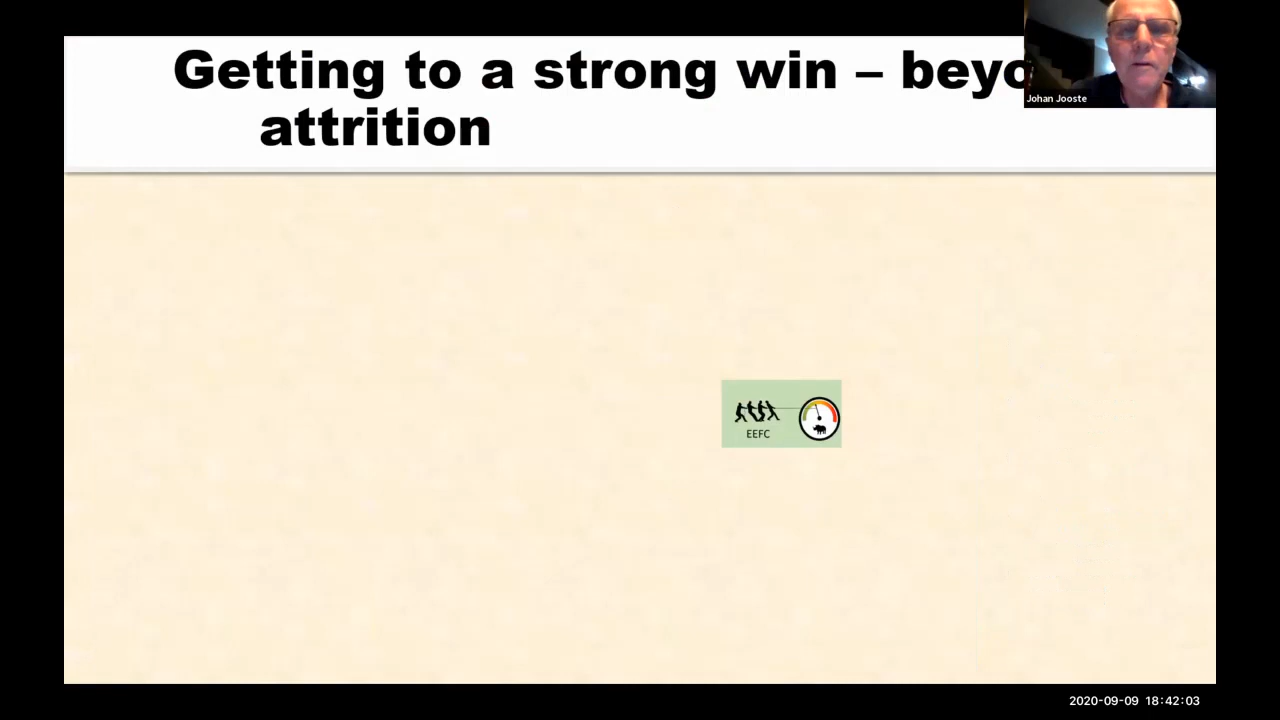 Getting to a strong win – beyo
attrition
Johan Jooste
EEFC
2020-09-09 18:42:03